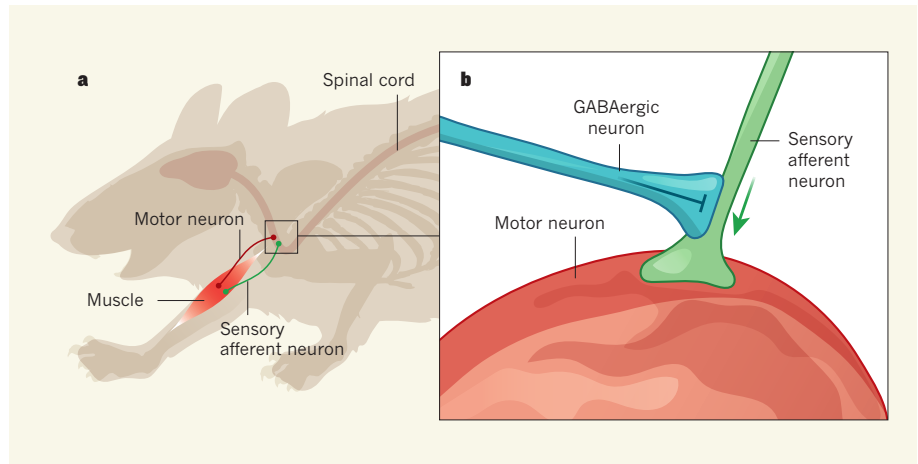 a
Spinal cord
Motor neuron
Muscle
Sensory
afferent neuron
b
GABAergic
neuron
Sensory
afferent
neuron
Motor neuron